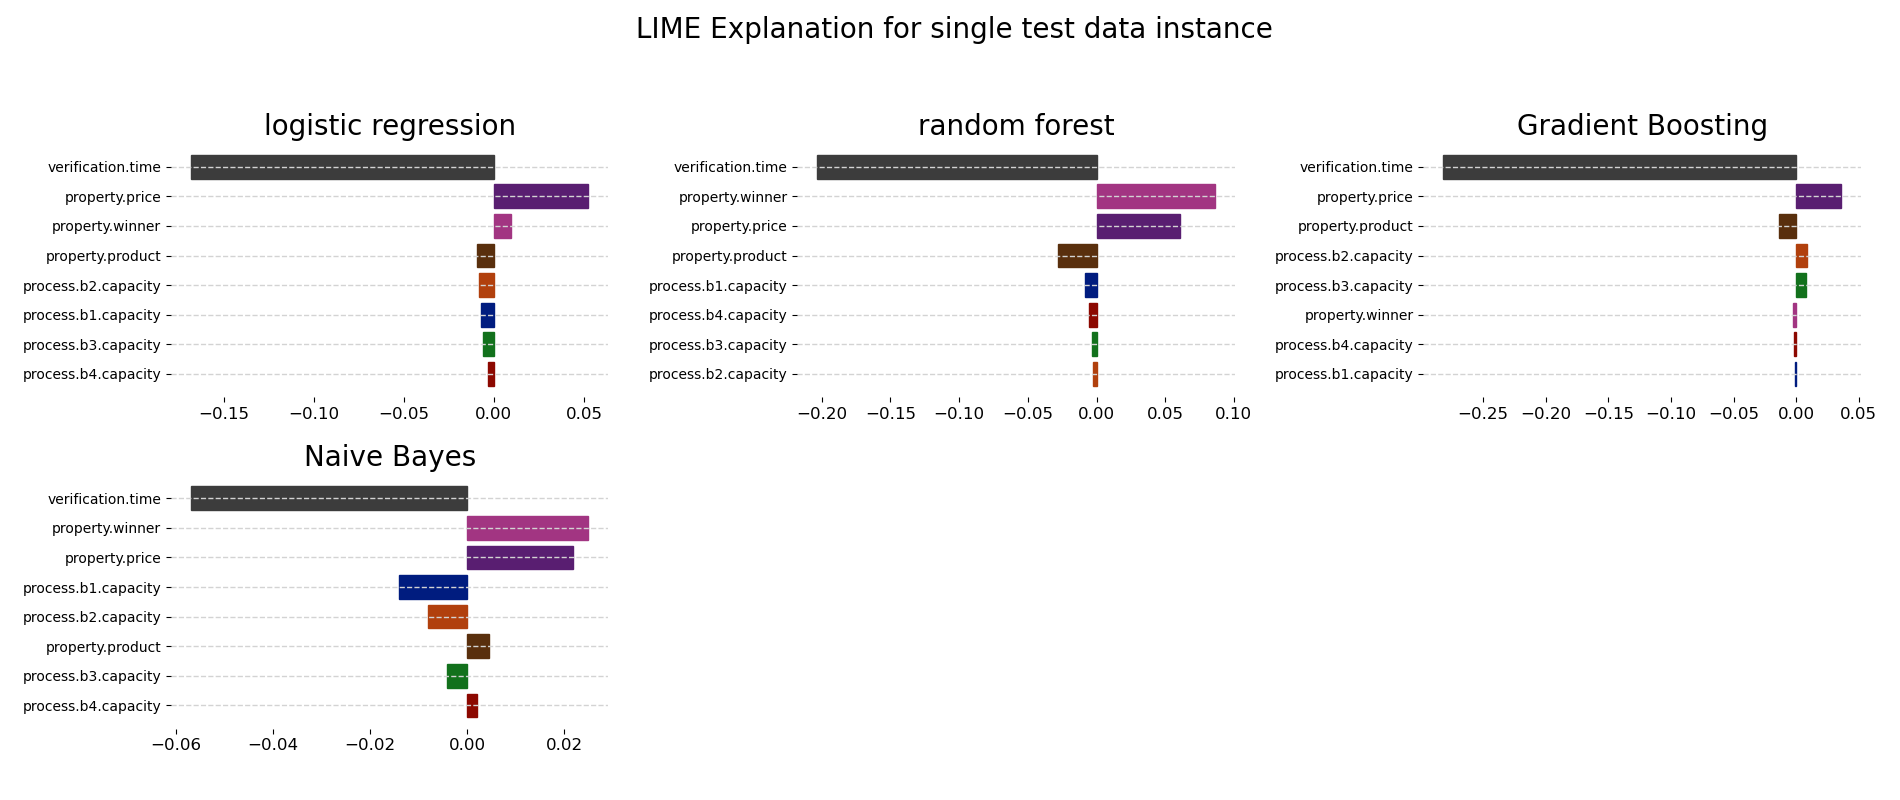 LIME Explanation for single test data instance
logistic regression
verification.time
property.price
property.winner
property.product
process.b2.capacity
process.b1.capacity
process.b3.capacity
process.b4.capacity
−0.15 −0.10 −0.05 0.00 0.05
random forest
verification.time
property.winner
property.price
property.product
process.b1.capacity
process.b4.capacity
process.b3.capacity
process.b2.capacity
−0.20 −0.15 −0.10 −0.05 0.00 0.05 0.10
Gradient Boosting
verification.time
property.price
property.product
process.b2.capacity
process.b3.capacity
property.winner
process.b4.capacity
process.b1.capacity
−0.25 −0.20 −0.15 −0.10 −0.05 0.00 0.05
Naive Bayes
verification.time
property.winner
property.price
process.b1.capacity
process.b2.capacity
property.product
process.b3.capacity
process.b4.capacity
−0.06 −0.04 −0.02 0.00 0.02